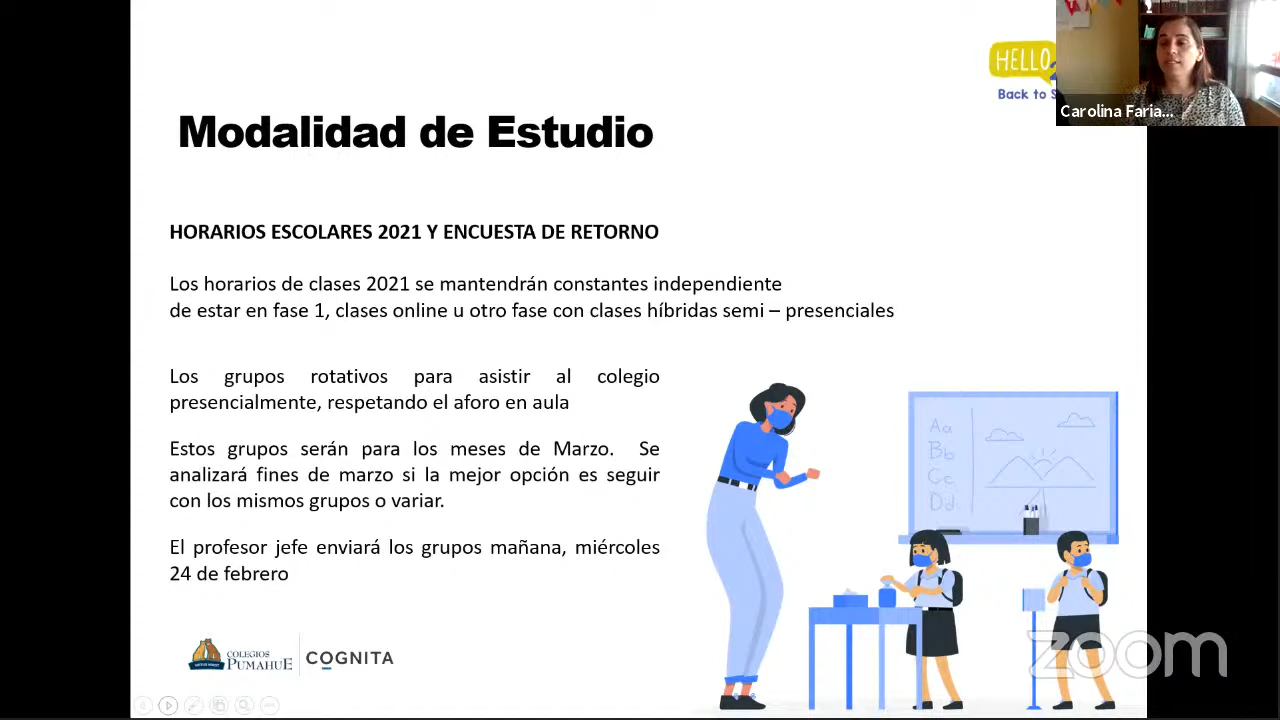 HELLO
Back to S
Carolina Faria...
Modalidad de Estudio
HORARIOS ESCOLARES 2021 Y ENCUESTA DE RETORNO
Los horarios de clases 2021 se mantendrán constantes independiente
de estar en fase 1, clases online u otro fase con clases híbridas semi – presenciales
Los grupos rotativos para asistir al colegio
presencialmente, respetando el aforo en aula
Estos grupos serán para los meses de Marzo. Se
analizará fines de marzo si la mejor opción es seguir
con los mismos grupos o variar.
El profesor jefe enviará los grupos mañana, miércoles
24 de febrero
Aa
Bb
Cc
Dd
COLEGIOS
PUMAHUE
COGNITA
zoom